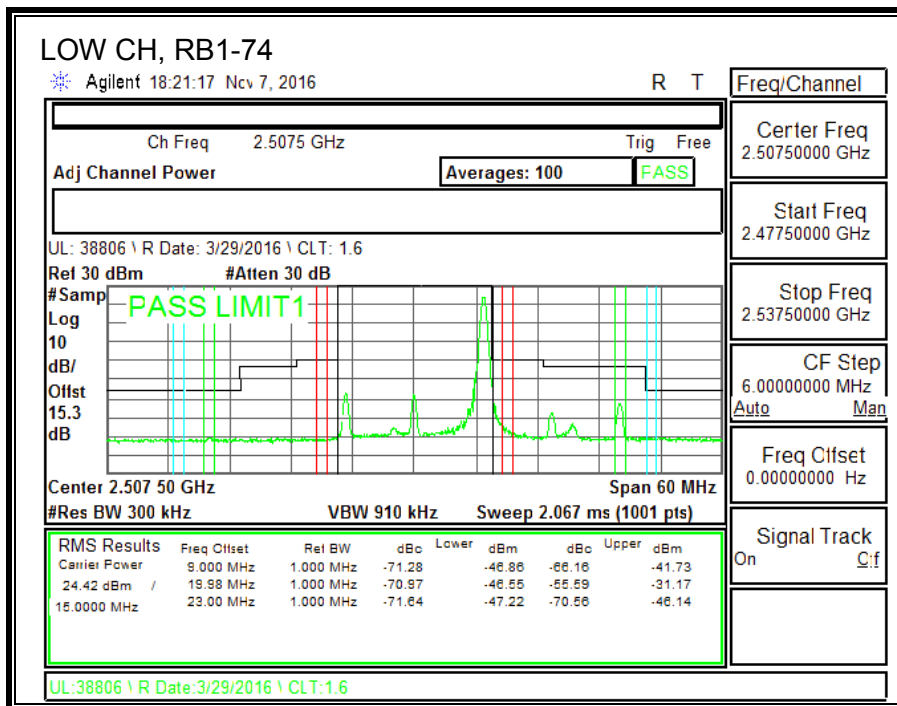 LOW CH, RB1-74
Agilent 18:21:17 Nov 7, 2016 R T
Freq/Channel
Ch Freq 2.5075 GHz Trig Free
Adj Channel Power Averages: 100 PASS
Center Freq
2.50750000 GHz
Start Freq
2.47750000 GHz
Stop Freq
2.53750000 GHz
CF Step
6.00000000 MHz
Auto Man
Freq Offset
0.00000000 Hz
Signal Track
On Off
UL: 38806 \ R Date: 3/29/2016 \ CLT: 1.6
Ref 30 dBm #Atten 30 dB
#Samp
Log
10
dB/
Offst
15.3
dB
PASS LIMIT1
Center 2.507 50 GHz Span 60 MHz
#Res BW 300 kHz VBW 910 kHz Sweep 2.067 ms (1001 pts)
RMS Results Freq Offset Ref BW dBc Lower dBm dBc Upper dBm
Carrier Power 9.000 MHz 1.000 MHz -71.28 -46.86 -66.16 -41.73
24.42 dBm / 19.98 MHz 1.000 MHz -70.97 -46.55 -55.59 -31.17
15.0000 MHz 23.00 MHz 1.000 MHz -71.64 -47.22 -70.56 -46.14
UL:38806 \ R Date:3/29/2016 \ CLT:1.6